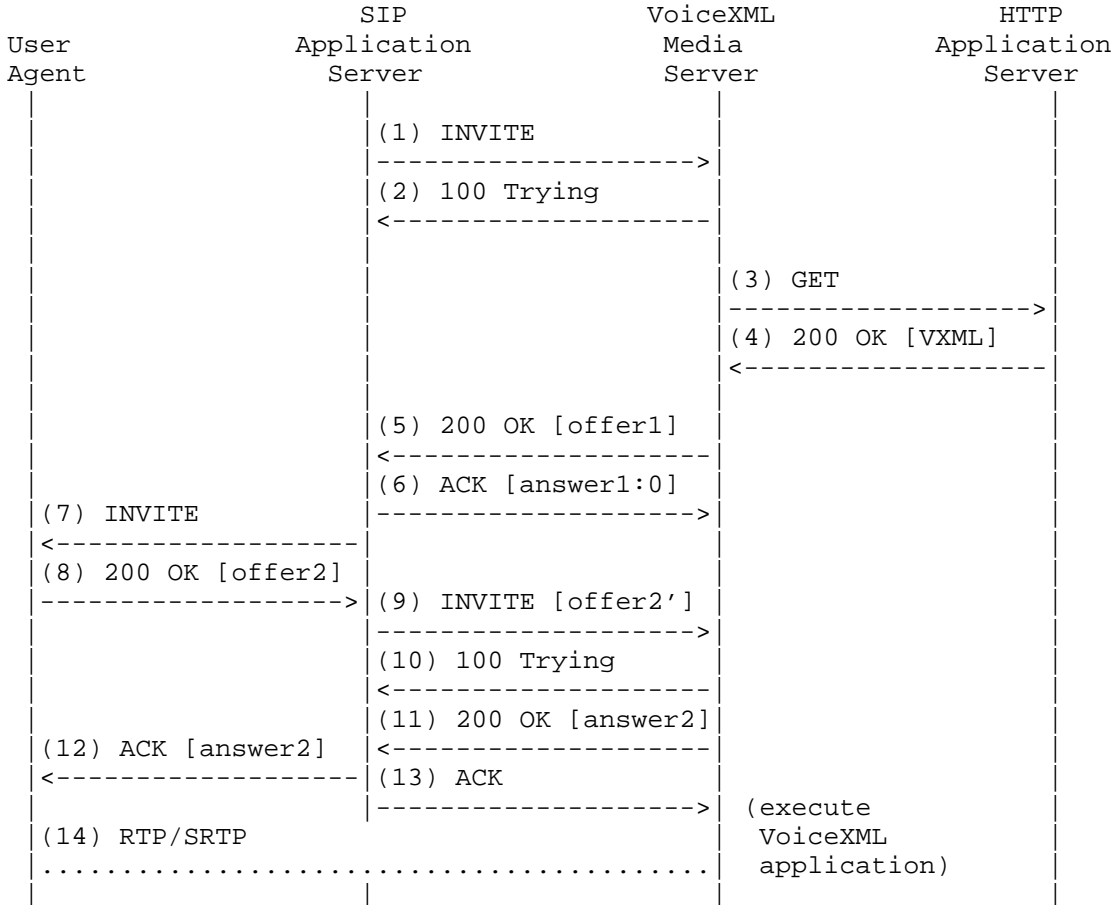 SIP VoiceXML HTTP
User Application Media Application
Agent Server Server Server
(1) INVITE
(2) 100 Trying
(3) GET
(4) 200 OK [VXML]
(5) 200 OK [offer1]
(6) ACK [answer1:0]
(7) INVITE
(8) 200 OK [offer2]
(9) INVITE [offer2']
(10) 100 Trying
(11) 200 OK [answer2]
(12) ACK [answer2]
(13) ACK
(execute
(14) RTP/SRTP VoiceXML
application)